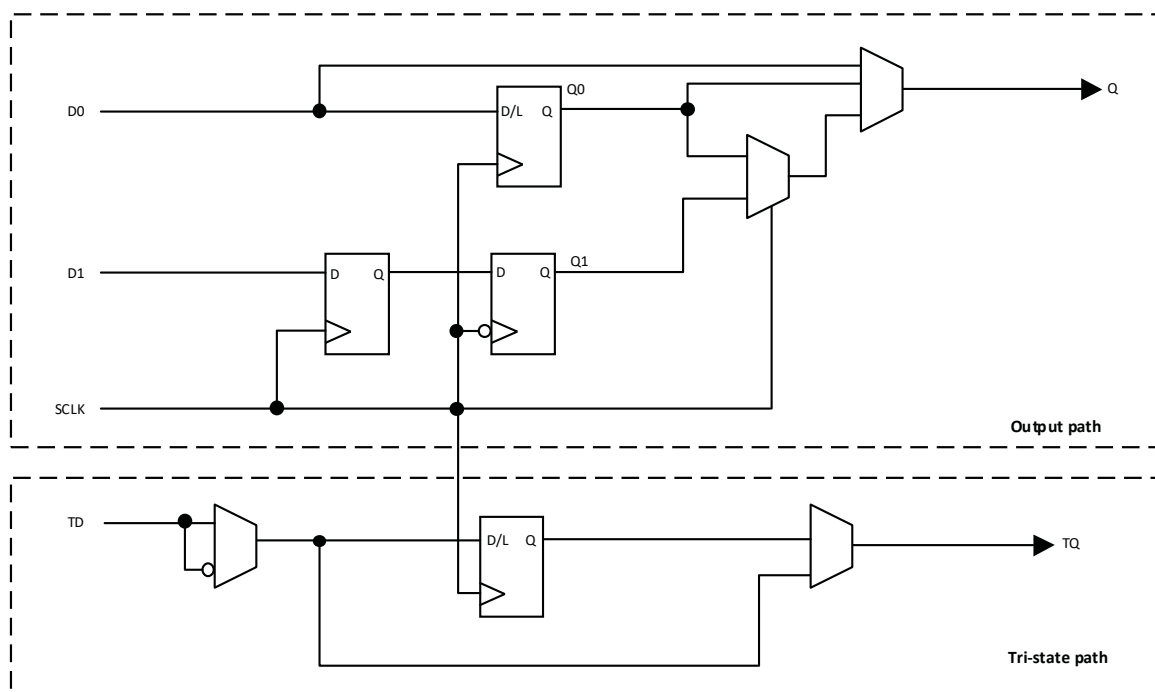 Q0
D0
D/L
Q
Q
Q1
D1
D
Q
D
Q
SCLK
Output path
TD
D/L
Q
TQ
Tri-state path